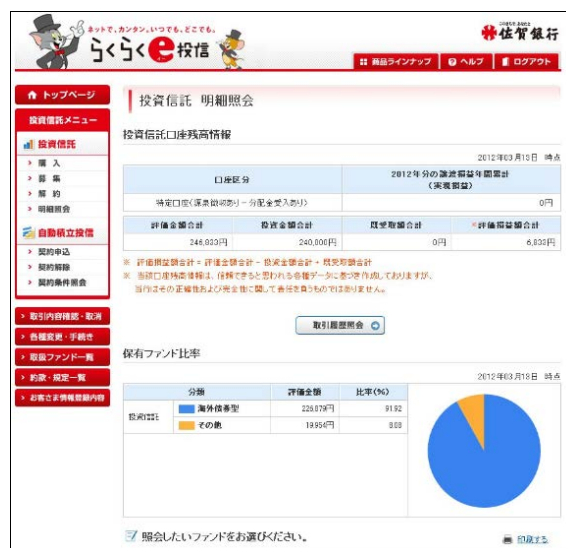 ネットで、カンタン、いつでも、どこでも。
らくらくe投信
佐賀銀行
商品ラインナップ
ヘルプ
ログアウト
トップページ
投資信託メニュー
投資信託
購入
募集
解約
明細照会
自動積立投信
契約申込
契約解除
契約条件照会
取引内容確認・取消
各種変更・手続き
取扱ファンド一覧
約款・規定一覧
お客さま情報登録内容
投資信託 明細照会
投資信託口座残高情報
2012年03月13日 時点
口座区分
2012年分の譲渡損益年間累計
(実現損益)
特定口座(源泉徴収あり－分配金受入あり)
0円
評価金額合計 投資金額合計 既受取額合計 *評価損益額合計
246,833円 240,000円 0円 6,833円
※ 評価損益額合計 = 評価金額合計 - 投資金額合計 + 既受取額合計
※ 当該口座残高情報は、信頼できると思われる各種データに基づき作成しておりますが、
当行はその正確性および完全性に関して責任を負うものではありません。
取引履歴照会
保有ファンド比率
2012年03月13日 時点
分類 評価金額 比率(%)
投資信託
海外債券型 226,879円 91.92
その他 19,954円 8.08
照会したいファンドをお選びください。
印刷する